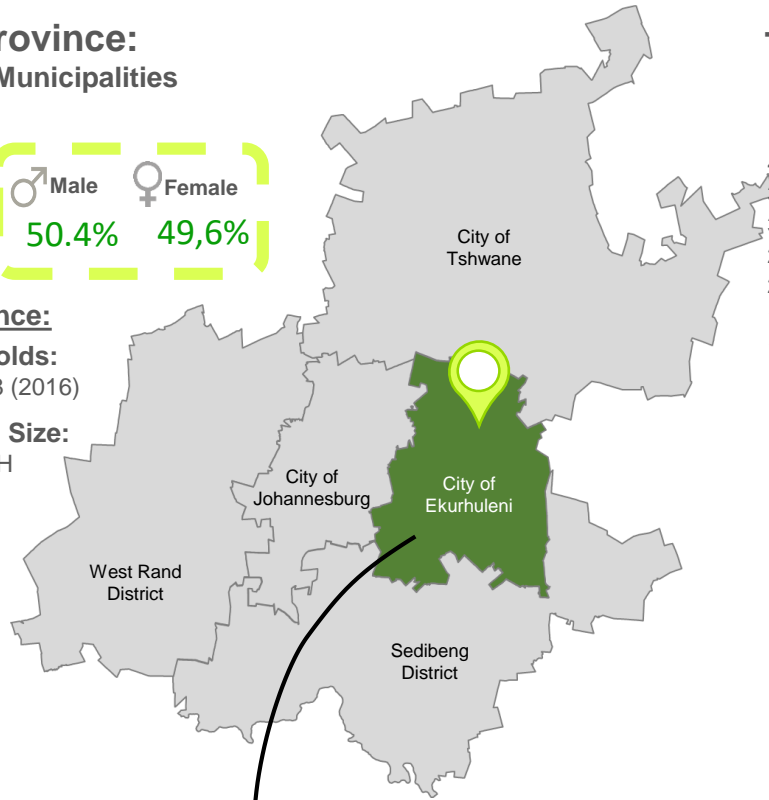 rovince:
Municipalities
Male Female
50.4% 49,6%
nce:
olds:
3 (2016)
Size:
H
City of
Tshwane
City of
Johannesburg
City of
Ekurhuleni
West Rand
District
Sedibeng
District